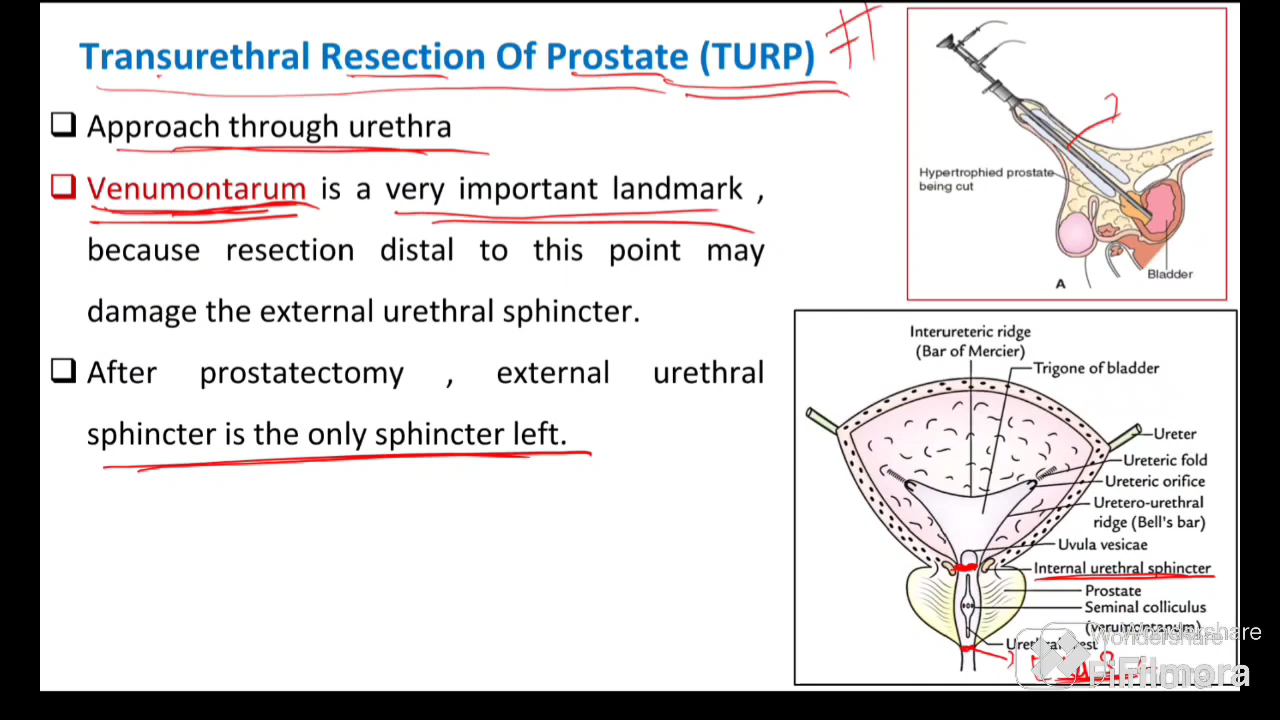 Transurethral Resection Of Prostate (TURP)
Approach through urethra
Venumontarum is a very important landmark ,
because resection distal to this point may
damage the external urethral sphincter.
After prostatectomy , external urethral
sphincter is the only sphincter left.
Hypertrophied prostate
being cut
Bladder
A
Interureteric ridge
(Bar of Mercier)
Trigone of bladder
Ureter
Ureteric fold
Ureteric orifice
Uretero-urethral
ridge (Bell's bar)
Uvula vesicae
Internal urethral sphincter
Prostate
Seminal colliculus
(verumontanum)
Wondershare
Filmora